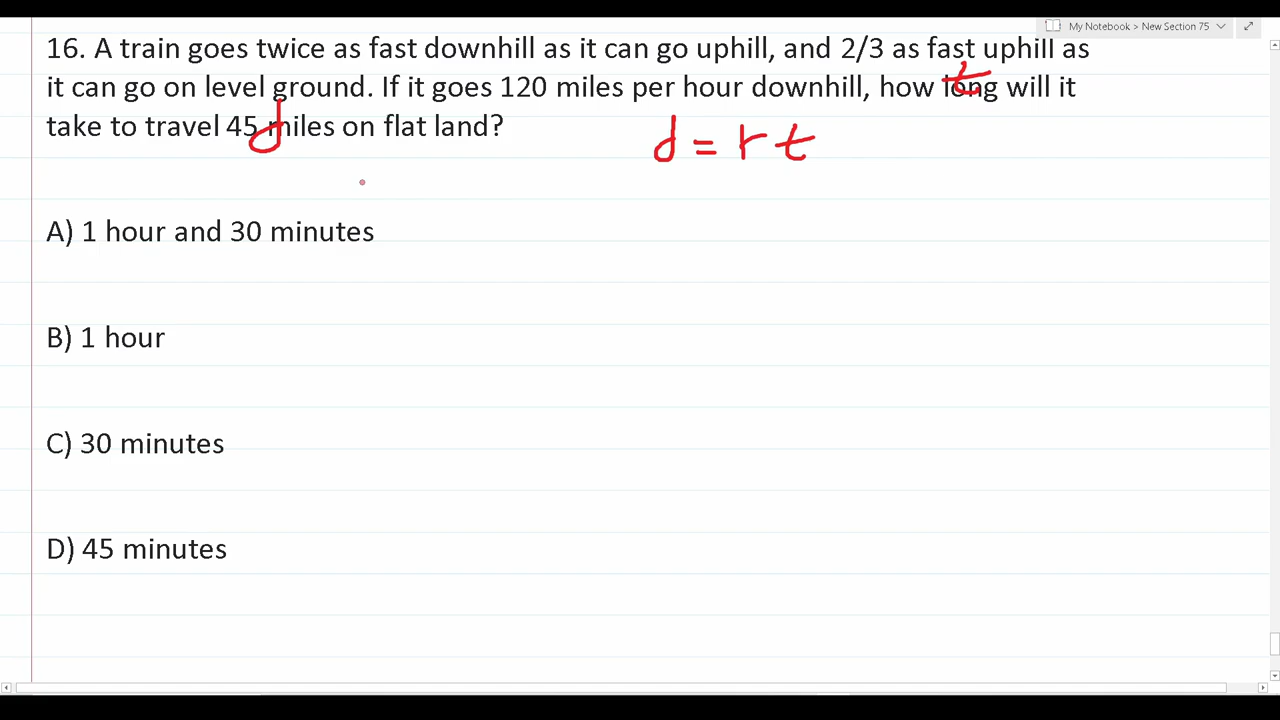 My Notebook > New Section 75
16. A train goes twice as fast downhill as it can go uphill, and 2/3 as fast uphill as
it can go on level ground. If it goes 120 miles per hour downhill, how long will it
t
take to travel 45 miles on flat land?
d
d = r t
A) 1 hour and 30 minutes
B) 1 hour
C) 30 minutes
D) 45 minutes